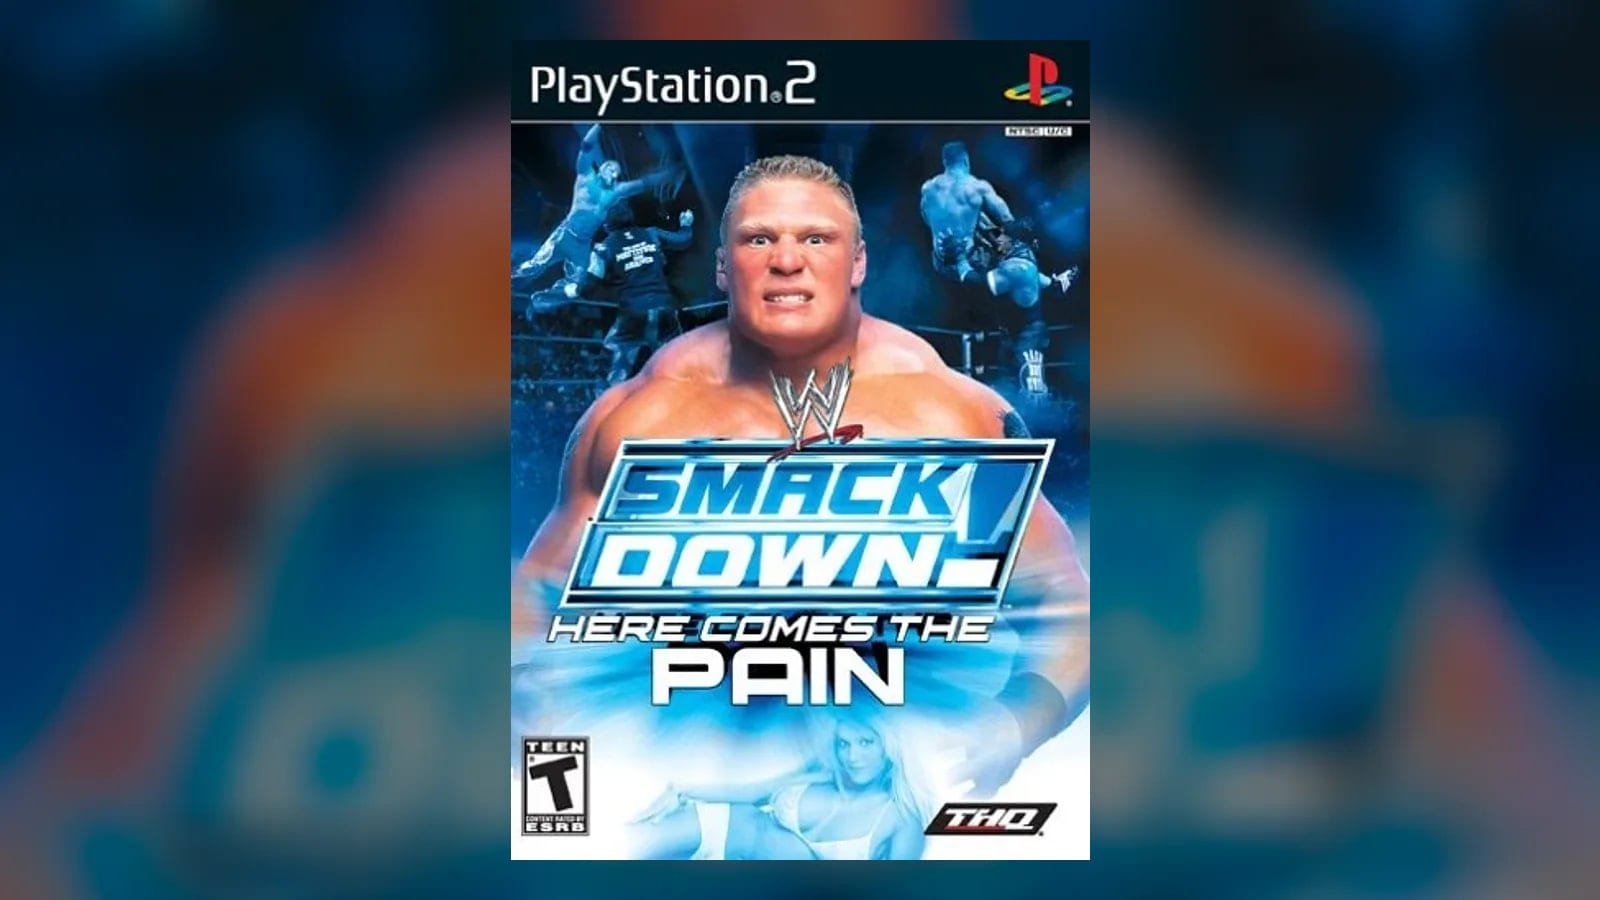 PlayStation®2
NTSC U/C
W
SMACK
DOWN!
HERE COMES THE
PAIN
TEEN
T
CONTENT RATED BY
ESRB
THQ